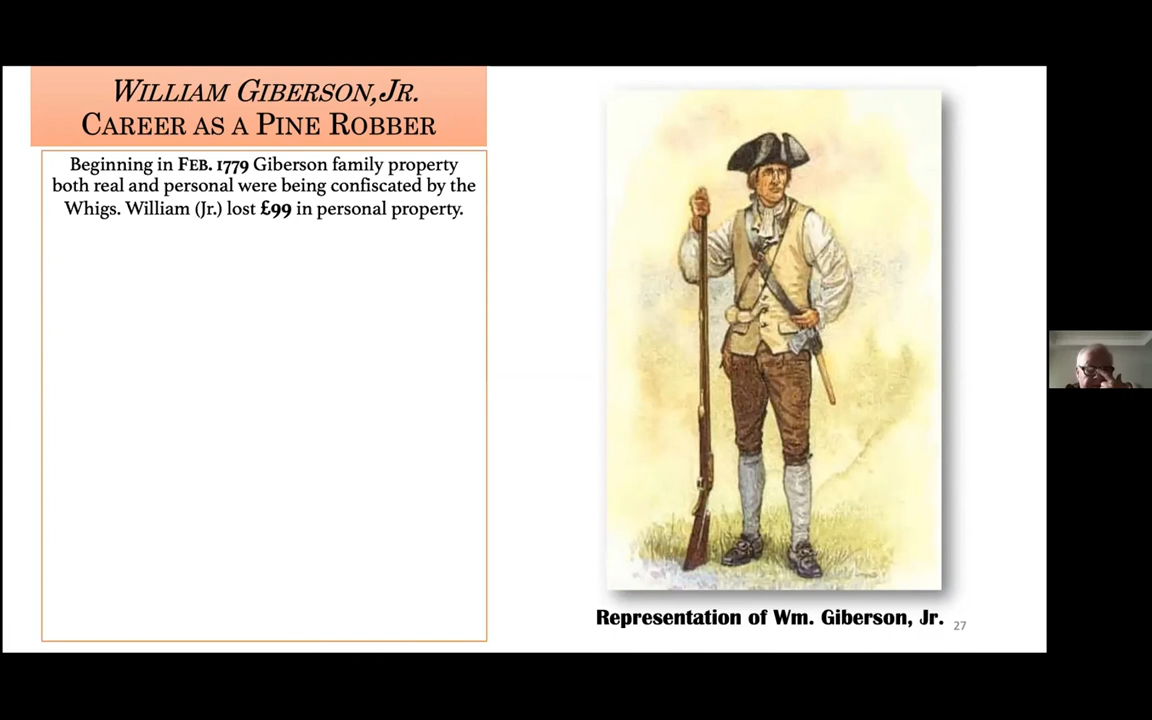 WILLIAM GIBERSON, JR.
CAREER AS A PINE ROBBER
Beginning in FEB. 1779 Giberson family property
both real and personal were being confiscated by the
Whigs. William (Jr.) lost £99 in personal property.
Representation of Wm. Giberson, Jr.
27